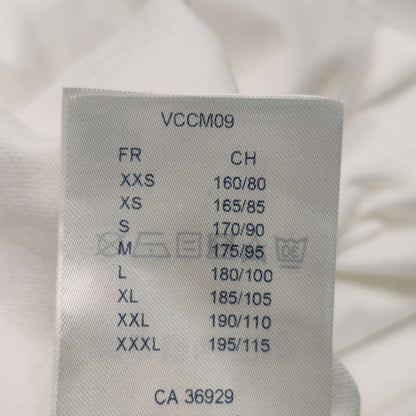 VCCM09
FR CH
XXS 160/80
XS 165/85
S 170/90
M 175/95
L 180/100
XL 185/105
XXL 190/110
XXXL 195/115
CA 36929